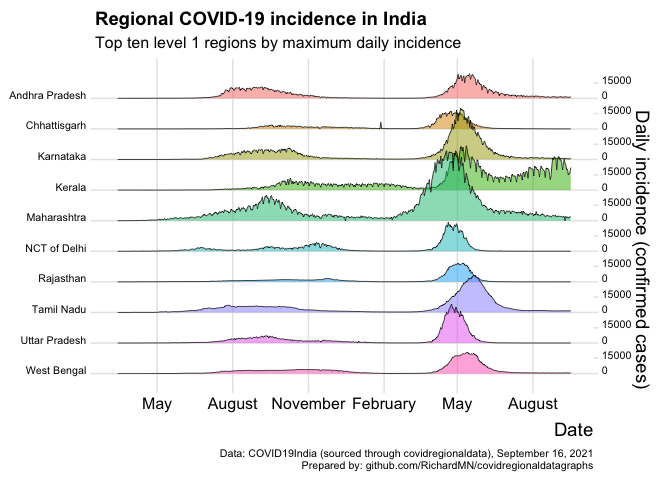 Regional COVID-19 incidence in India
Top ten level 1 regions by maximum daily incidence
Andhra Pradesh
15000
0
Chhattisgarh
15000
0
Karnataka
15000
0
Kerala
15000
0
Maharashtra
15000
0
NCT of Delhi
15000
0
Rajasthan
15000
0
Tamil Nadu
15000
0
Uttar Pradesh
15000
0
West Bengal
15000
0
Daily incidence (confirmed cases)
May August November February May August
Date
Data: COVID19India (sourced through covidregionaldata), September 16, 2021
Prepared by: github.com/RichardMN/covidregionaldatagraphs